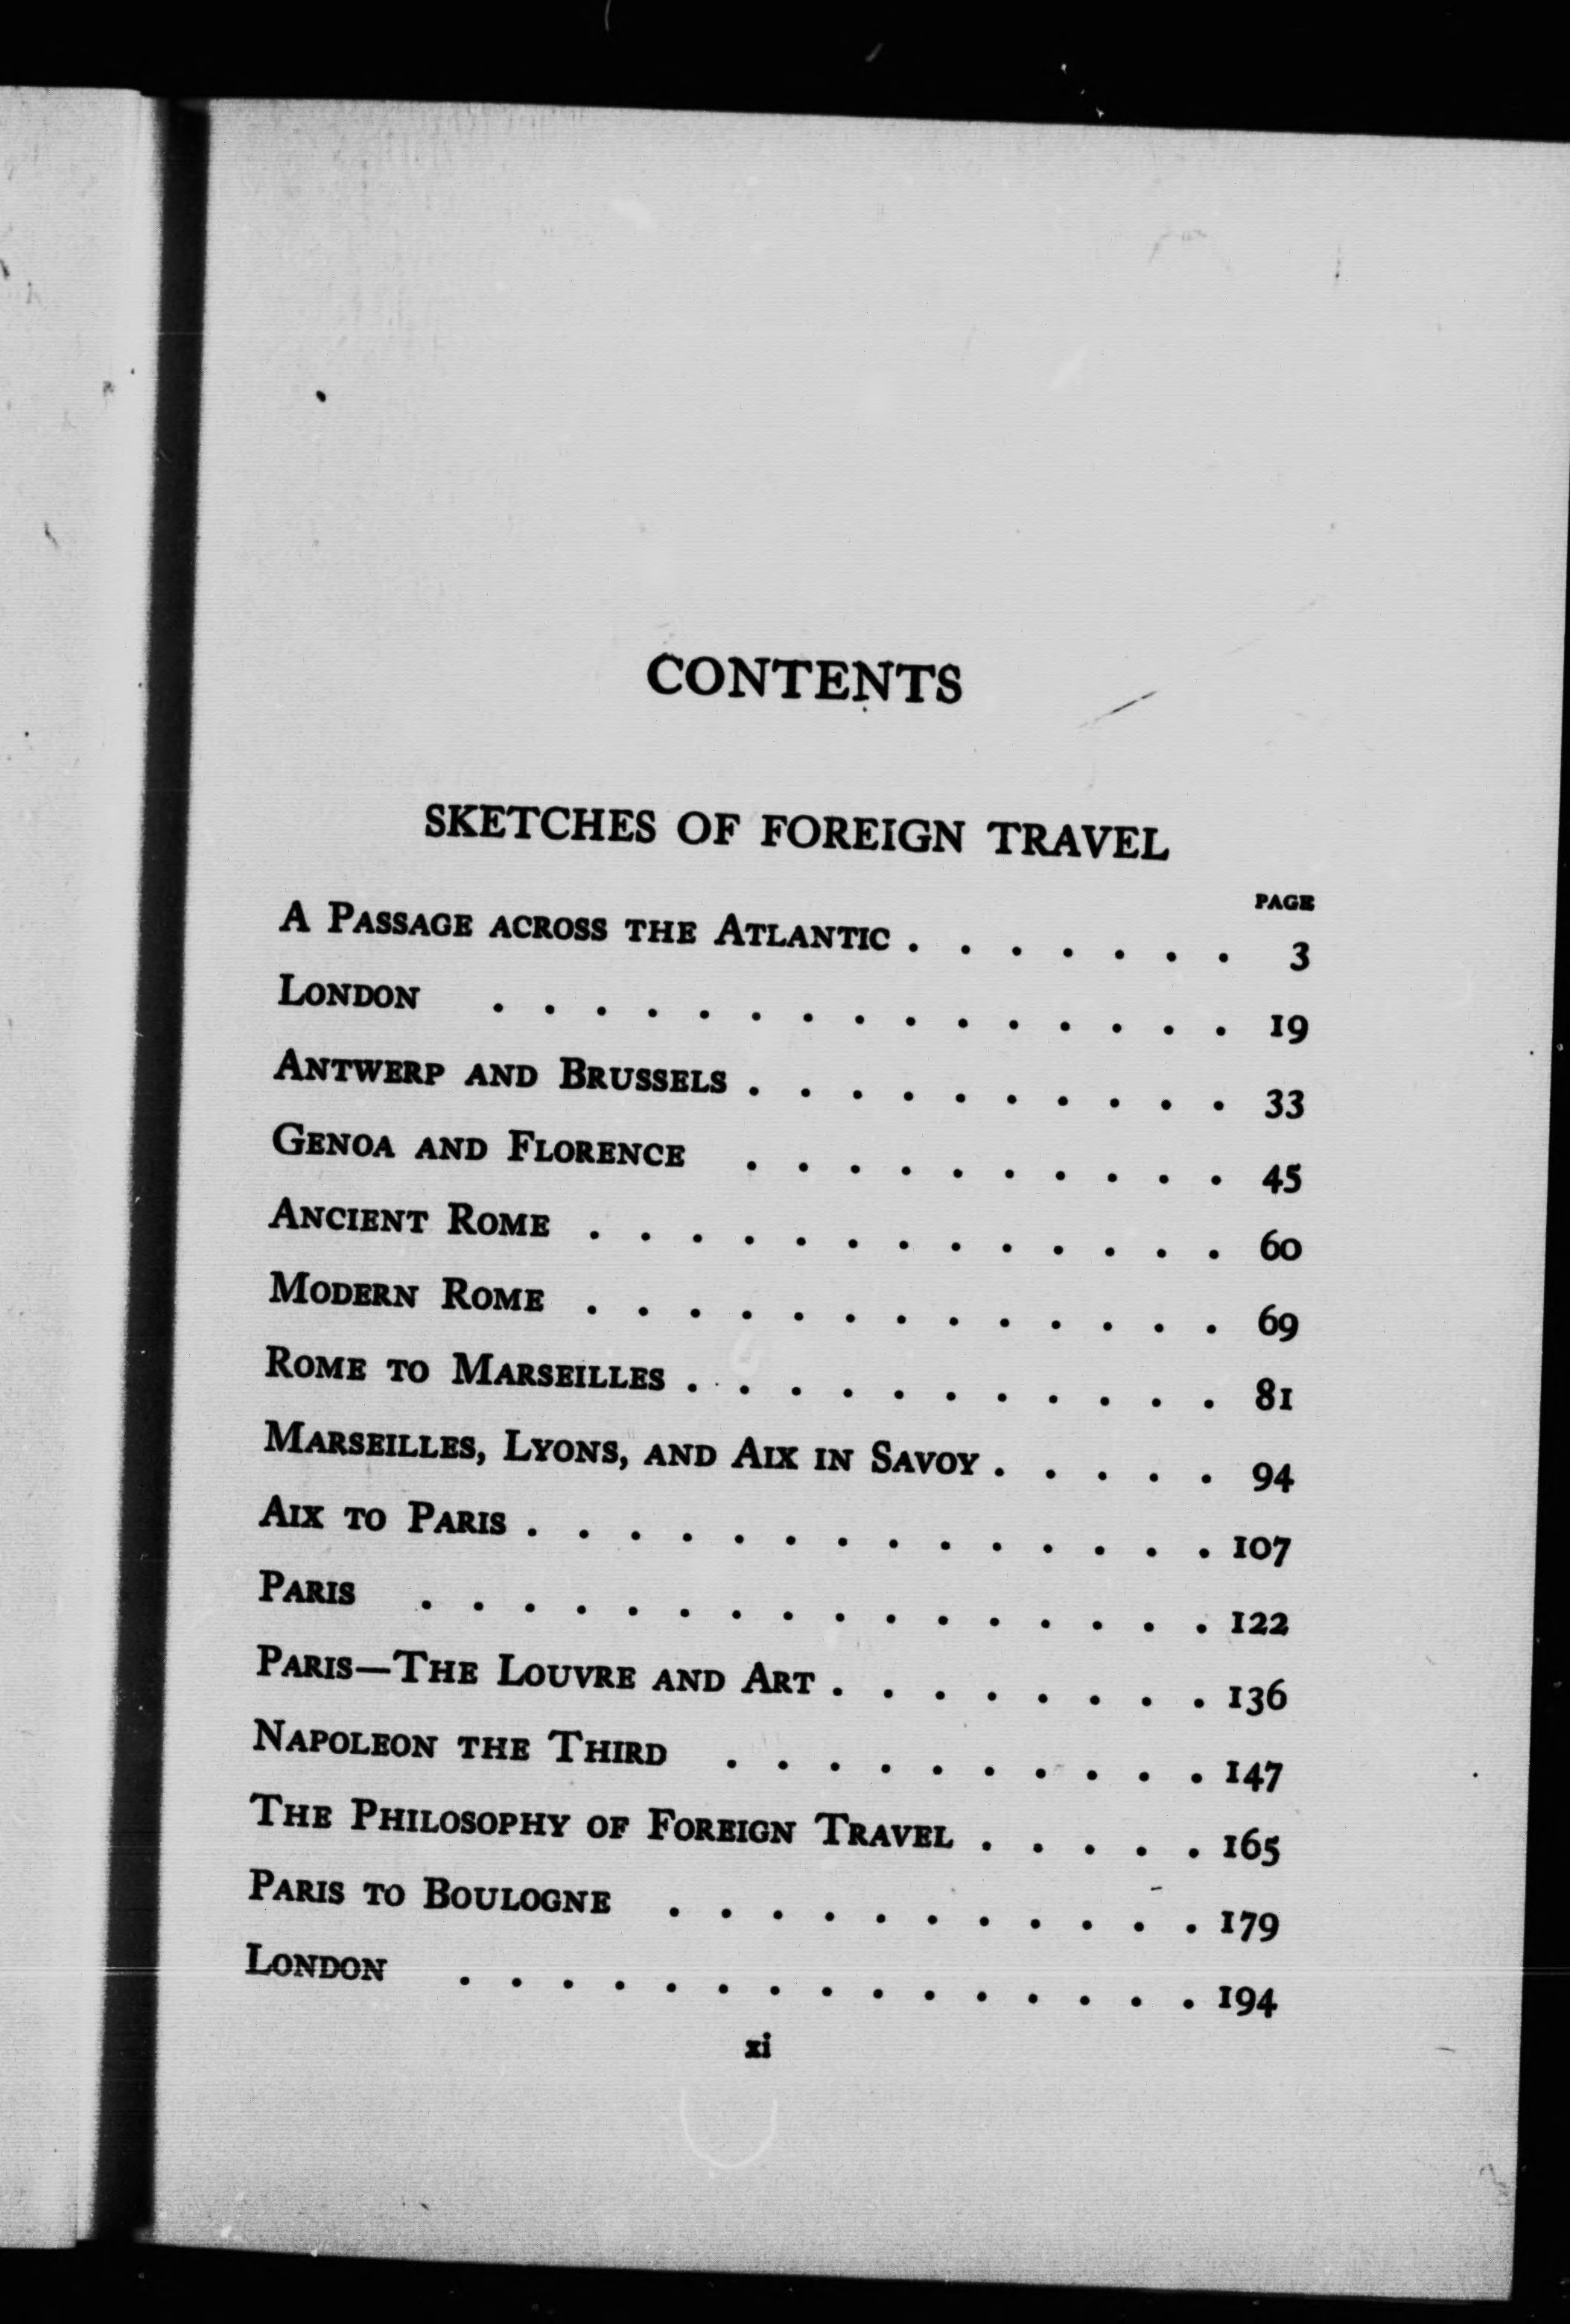 CONTENTS
SKETCHES OF FOREIGN TRAVEL
PAGE
A Passage across the Atlantic . . . . . . . 3
London . . . . . . . . . . . . . . . 19
Antwerp and Brussels . . . . . . . . . . 33
Genoa and Florence . . . . . . . . . . 45
Ancient Rome . . . . . . . . . . . . . 60
Modern Rome . . . . . . . . . . . . . 69
Rome to Marseilles . . . . . . . . . . . 81
Marseilles, Lyons, and Aix in Savoy . . . . . 94
Aix to Paris . . . . . . . . . . . . . . 107
Paris . . . . . . . . . . . . . . . . 122
Paris—The Louvre and Art . . . . . . . . 136
Napoleon the Third . . . . . . . . . . 147
The Philosophy of Foreign Travel . . . . . 165
Paris to Boulogne . . . . . . . . . . . 179
London . . . . . . . . . . . . . . . 194
xi